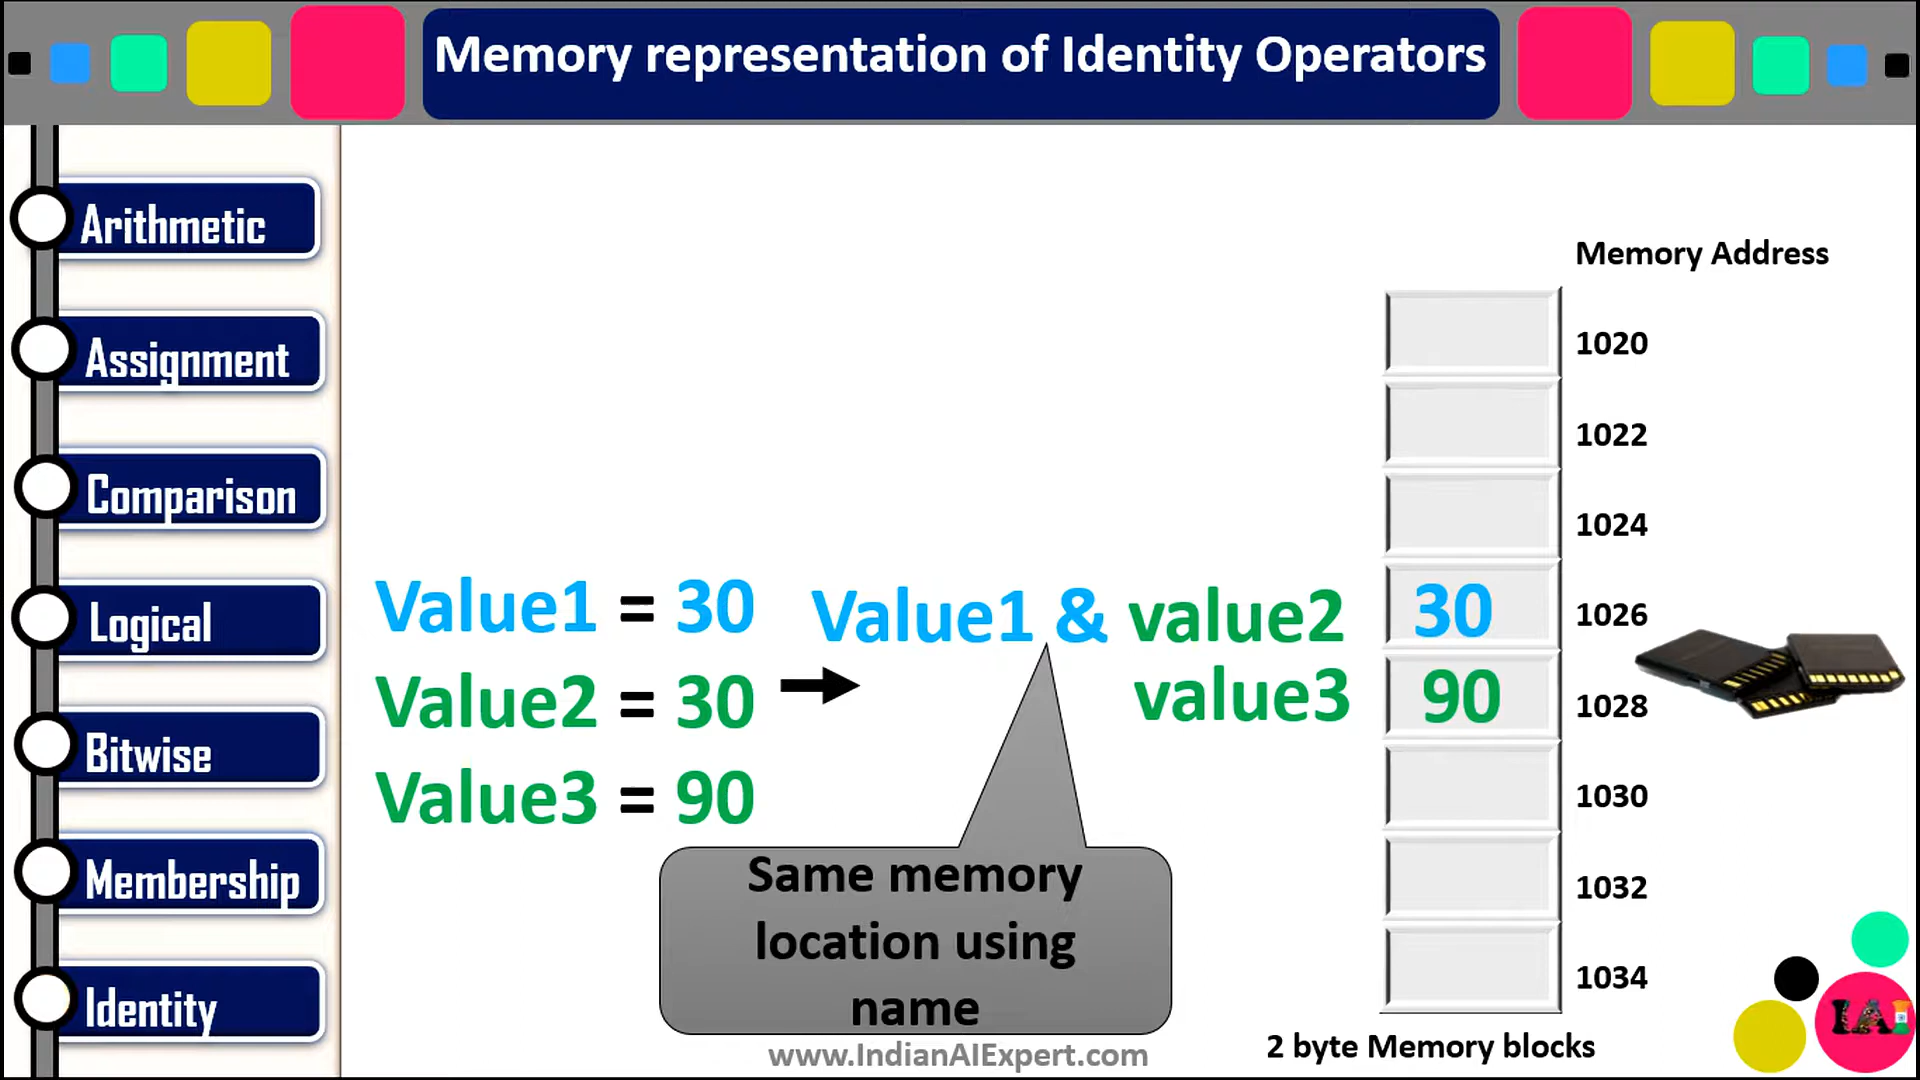 Memory representation of Identity Operators
Arithmetic
Assignment
Comparison
Logical
Bitwise
Membership
Identity
Value1 = 30
Value2 = 30
Value3 = 90
Value1 & value2
value3
Same memory
location using
name
Memory Address
1020
1022
1024
30 1026
90 1028
1030
1032
1034
2 byte Memory blocks
www.IndianAIExpert.com
IAI